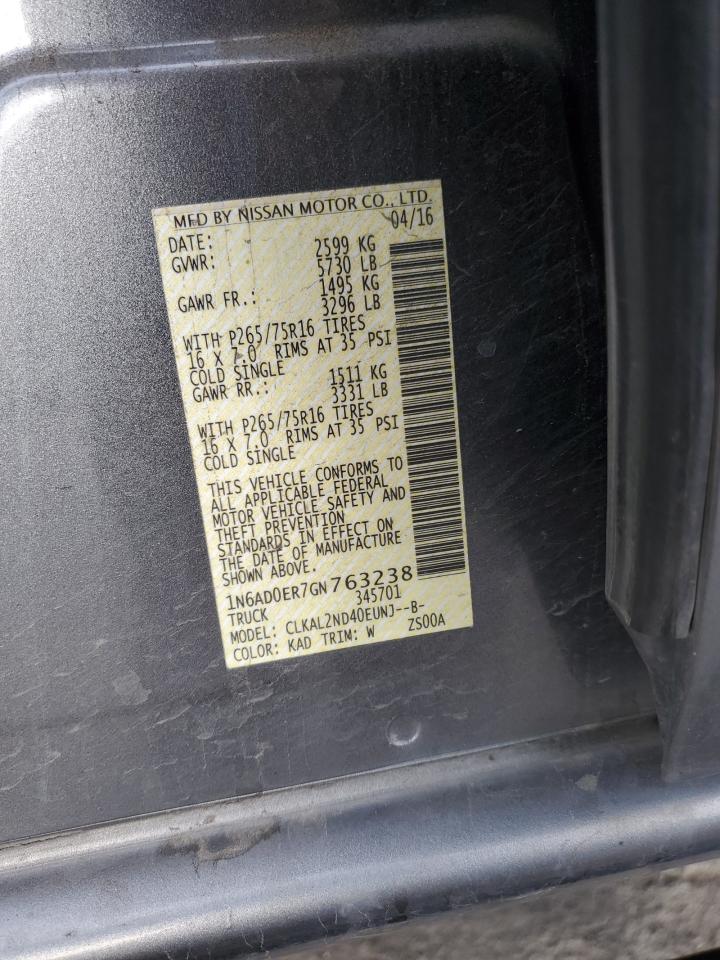 MFD BY NISSAN MOTOR CO., LTD.
DATE: 04/16
GVWR: 2599 KG
5730 LB
GAWR FR.: 1495 KG
3296 LB
WITH P265/75R16 TIRES
16 X 7.0 RIMS AT 35 PSI
COLD SINGLE
GAWR RR.: 1511 KG
3331 LB
WITH P265/75R16 TIRES
16 X 7.0 RIMS AT 35 PSI
COLD SINGLE
THIS VEHICLE CONFORMS TO
ALL APPLICABLE FEDERAL
MOTOR VEHICLE SAFETY AND
THEFT PREVENTION
STANDARDS IN EFFECT ON
THE DATE OF MANUFACTURE
SHOWN ABOVE.
1N6AD0ER7GN763238
TRUCK 345701
MODEL: CLKAL2ND40EUNJ--B-
COLOR: KAD TRIM: W ZS00A